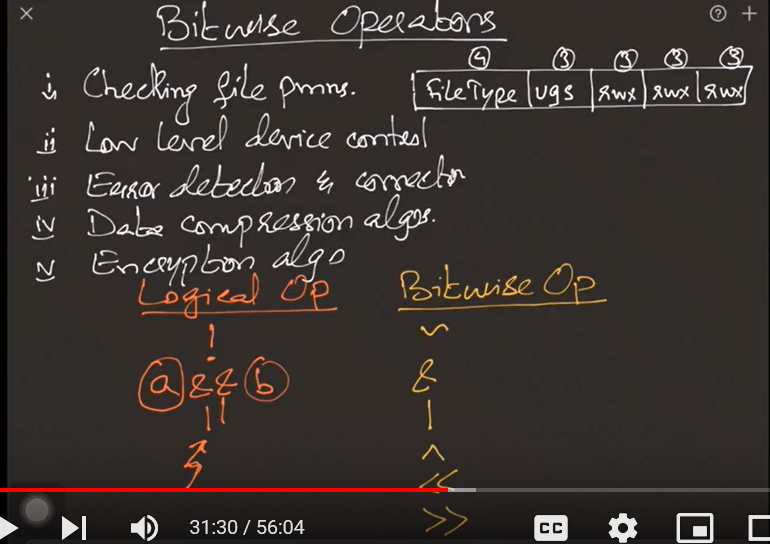 Bitwise Operators
④ ③ ③ ③ ③
FileType | ugs | rwx | rwx | rwx
i Checking file prmns.
ii Low level device control
iii Error detection & correction
iv Data compression algos.
v Encryption algo
Logical Op
Bitwise Op
!
~
a && b
&
||
|
^
<<
>>
31:30 / 56:04
CC